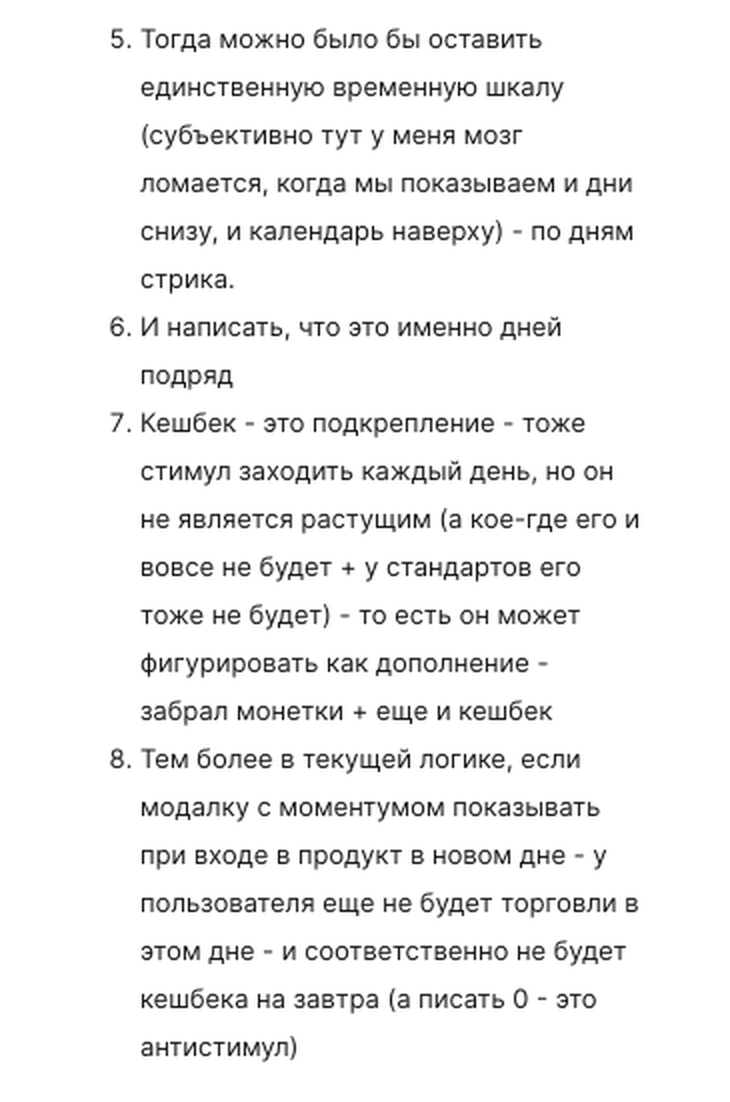 5. Тогда можно было бы оставить
единственную временную шкалу
(субъективно тут у меня мозг
ломается, когда мы показываем и дни
снизу, и календарь наверху) - по дням
стрика.
6. И написать, что это именно дней
подряд
7. Кешбек - это подкрепление - тоже
стимул заходить каждый день, но он
не является растущим (а кое-где его и
вовсе не будет + у стандартов его
тоже не будет) - то есть он может
фигурировать как дополнение -
забрал монетки + еще и кешбек
8. Тем более в текущей логике, если
модалку с моментумом показывать
при входе в продукт в новом дне - у
пользователя еще не будет торговли в
этом дне - и соответственно не будет
кешбека на завтра (а писать 0 - это
антистимул)